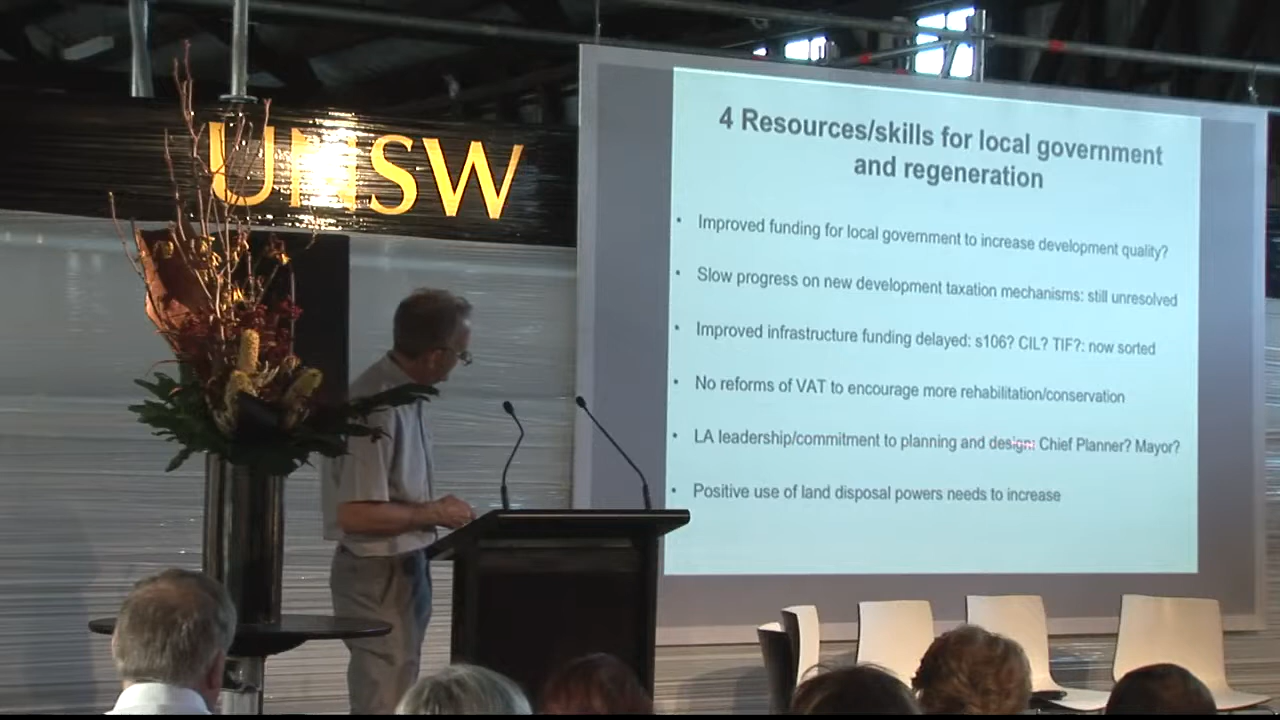 UNSW
4 Resources/skills for local government
and regeneration
• Improved funding for local government to increase development quality?
• Slow progress on new development taxation mechanisms: still unresolved
• Improved infrastructure funding delayed: s106? CIL? TIF?: now sorted
• No reforms of VAT to encourage more rehabilitation/conservation
• LA leadership/commitment to planning and design: Chief Planner? Mayor?
• Positive use of land disposal powers needs to increase